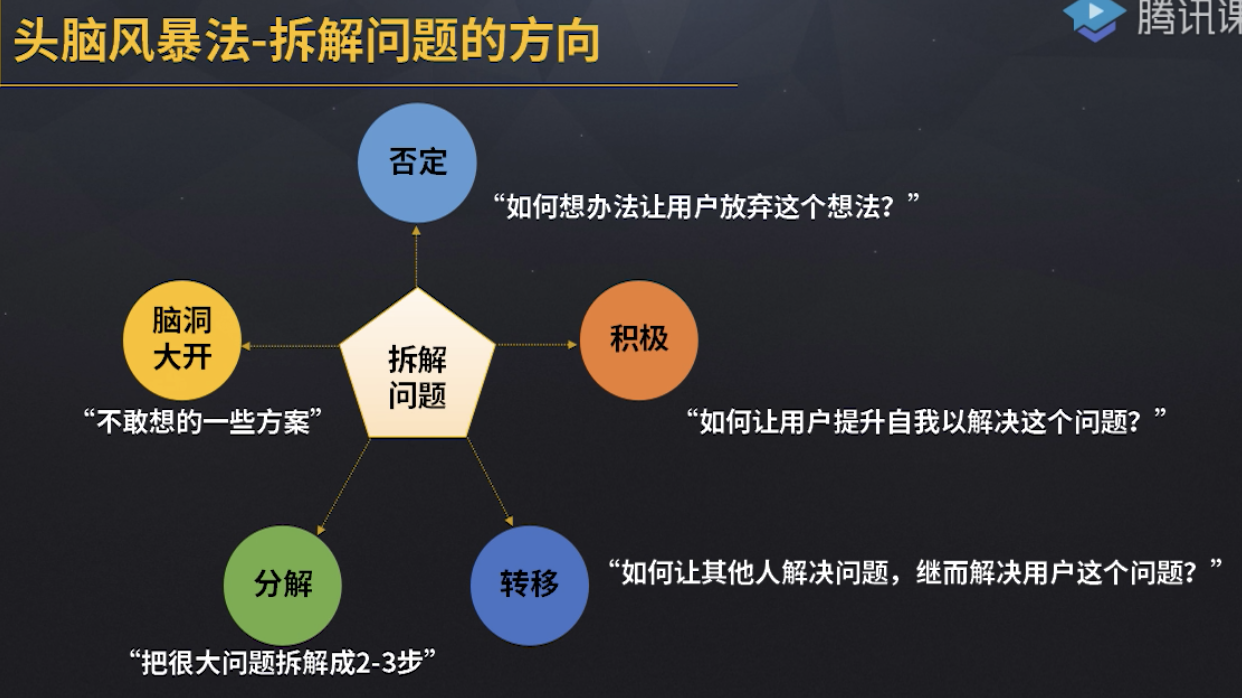 头脑风暴法-拆解问题的方向
腾讯课
否定
“如何想办法让用户放弃这个想法？”
脑洞
大开
积极
拆解
问题
“不敢想的一些方案”
“如何让用户提升自我以解决这个问题？”
分解
转移
“如何让其他人解决问题，继而解决用户这个问题？”
“把很大问题拆解成2-3步”